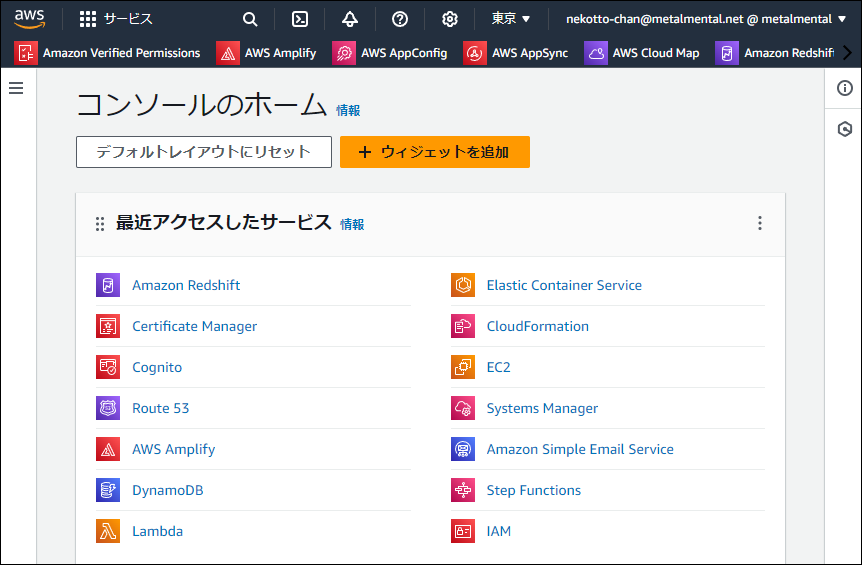 aws サービス 東京 nekotto-chan@metalmental.net @ metalmental
Amazon Verified Permissions AWS Amplify AWS AppConfig AWS AppSync AWS Cloud Map Amazon Redshift
コンソールのホーム 情報
デフォルトレイアウトにリセット ウィジェットを追加
最近アクセスしたサービス 情報
Amazon Redshift Elastic Container Service
Certificate Manager CloudFormation
Cognito EC2
Route 53 Systems Manager
AWS Amplify Amazon Simple Email Service
DynamoDB Step Functions
Lambda IAM